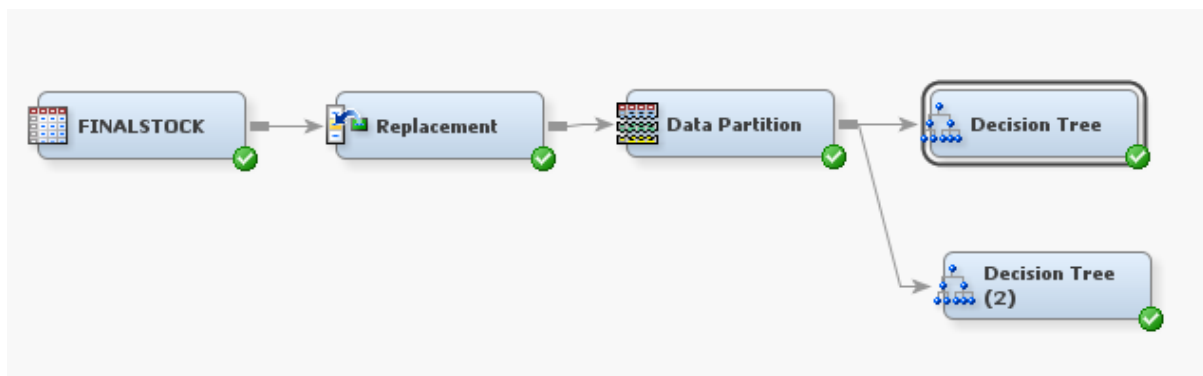 FINALSTOCK
Replacement
Data Partition
Decision Tree
Decision Tree
(2)